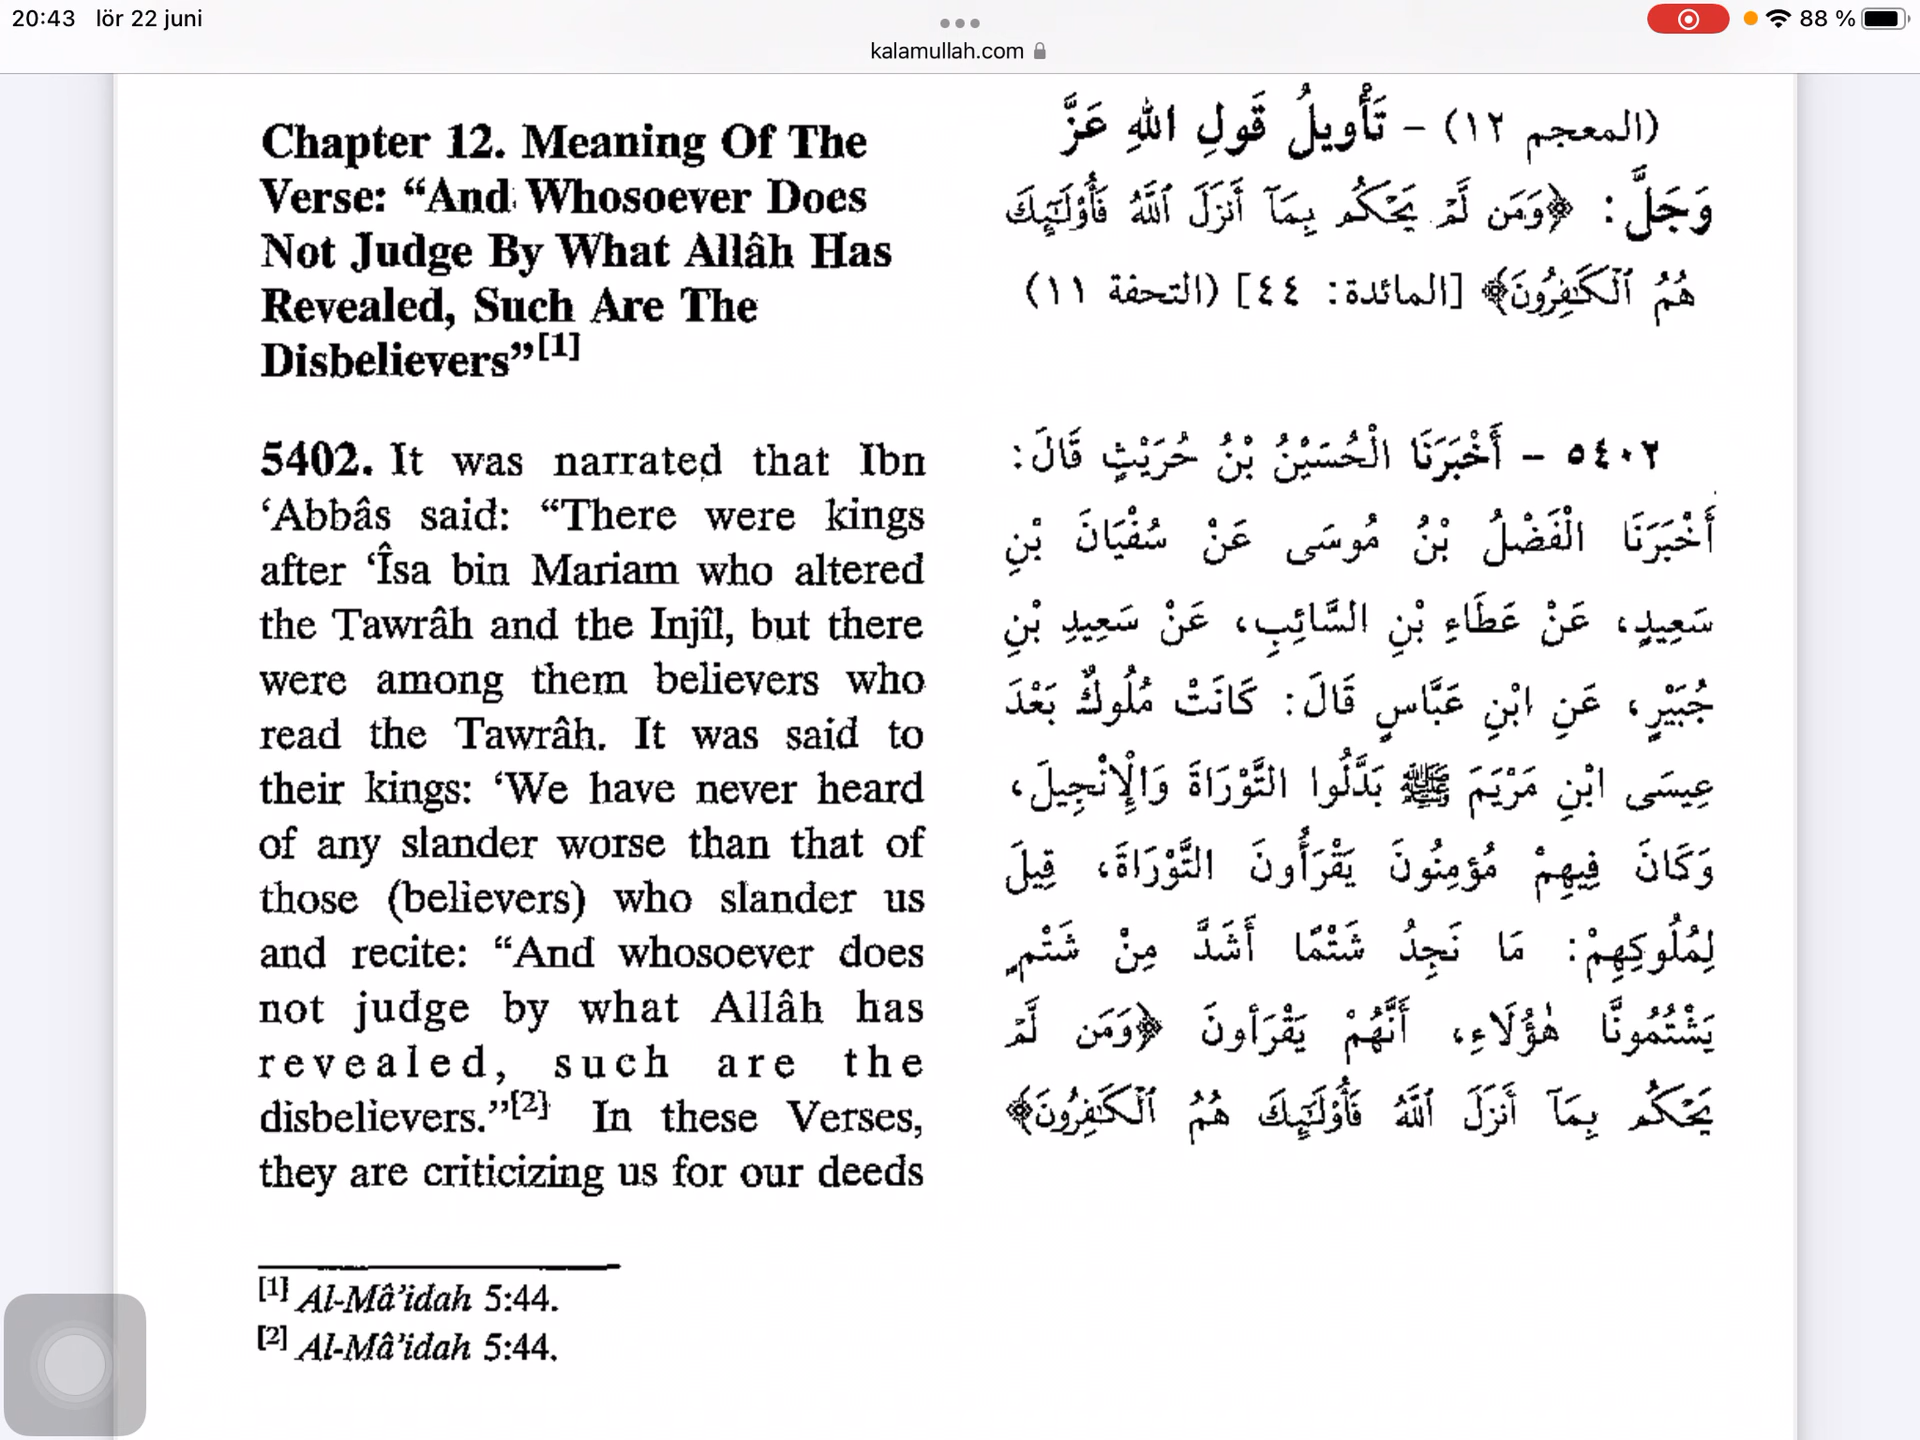 20:43 lör 22 juni
88 %
kalamullah.com
Chapter 12. Meaning Of The
Verse: “And Whosoever Does
Not Judge By What Allâh Has
Revealed, Such Are The
Disbelievers”[1]
5402. It was narrated that Ibn
‘Abbâs said: “There were kings
after ‘Îsa bin Mariam who altered
the Tawrâh and the Injîl, but there
were among them believers who
read the Tawrâh. It was said to
their kings: ‘We have never heard
of any slander worse than that of
those (believers) who slander us
and recite: “And whosoever does
not judge by what Allâh has
revealed, such are the
disbelievers.”[2] In these Verses,
they are criticizing us for our deeds
(المعجم ١٢) - تَأْوِيلُ قَولِ اللهِ عَزَّ
وَجَلَّ: ﴿وَمَن لَّمْ يَحْكُم بِمَآ أَنزَلَ ٱللَّهُ فَأُوْلَـٰٓئِكَ
هُمُ ٱلْكَـٰفِرُونَ﴾ [المائدة: ٤٤] (التحفة ١١)
٥٤٠٢ - أَخْبَرَنَا الْحُسَيْنُ بْنُ حُرَيْثٍ قَالَ:
أَخْبَرَنَا الْفَضْلُ بْنُ مُوسَى عَنْ سُفْيَانَ بْنِ
سَعِيدٍ، عَنْ عَطَاءِ بْنِ السَّائِبِ، عَنْ سَعِيدِ بْنِ
جُبَيْرٍ، عَنِ ابْنِ عَبَّاسٍ قَالَ: كَانَتْ مُلُوكٌ بَعْدَ
عِيسَى ابْنِ مَرْيَمَ ﷺ بَدَّلُوا التَّوْرَاةَ وَالْإِنْجِيلَ،
وَكَانَ فِيهِمْ مُؤْمِنُونَ يَقْرَأُونَ التَّوْرَاةَ، قِيلَ
لِمُلُوكِهِمْ: مَا نَجِدُ شَتْمًا أَشَدَّ مِنْ شَتْمٍ
يَشْتُمُونَّا هٰؤُلَاءِ، أَنَّهُمْ يَقْرَأونَ ﴿وَمَن لَّمْ
يَحْكُم بِمَآ أَنزَلَ ٱللَّهُ فَأُوْلَـٰٓئِكَ هُمُ ٱلْكَـٰفِرُونَ﴾
[1] Al-Mâ’idah 5:44.
[2] Al-Mâ’idah 5:44.